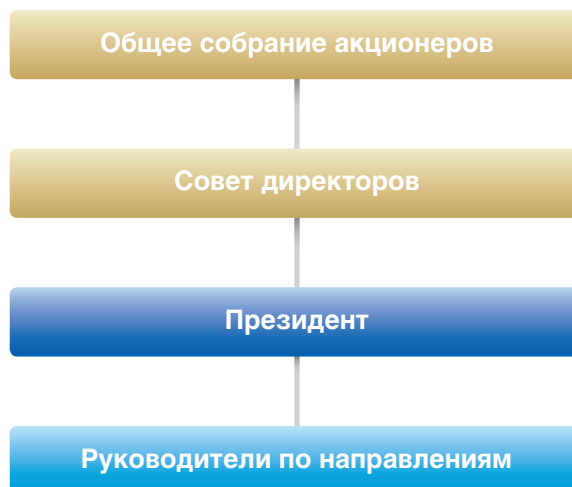 Общее собрание акционеров
Совет директоров
Президент
Руководители по направлениям